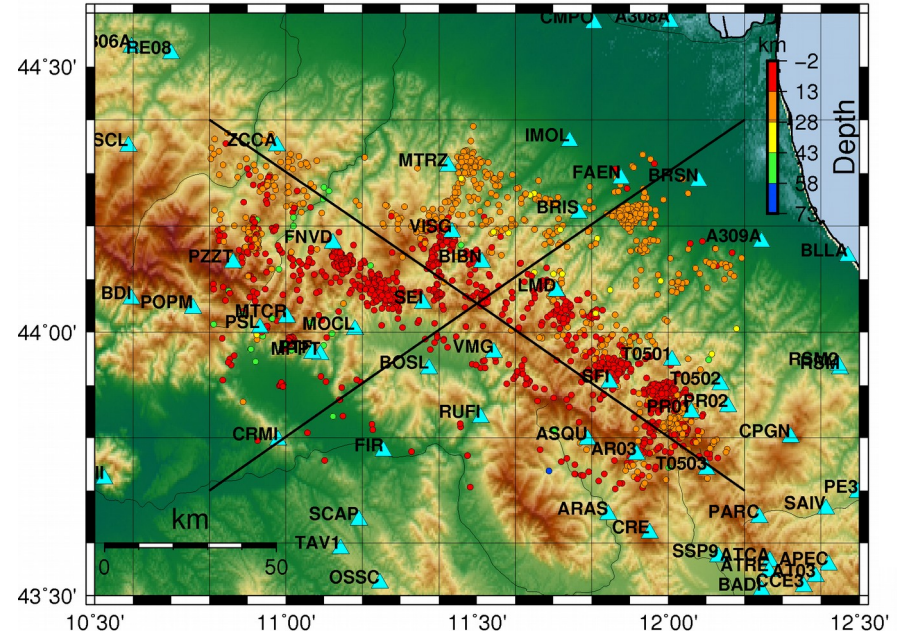 CMPO
A308A
RE08
km
44°30'
-2
13
28
43
58
Depth
SCL
ZCCA
MTRZ
IMOL
FAEN
BRSN
BRIS
VISG
FNVD
BIBN
A309A
BLLA
PZZT
BDI
POPM
SEI
LMD
PSL
MTCR
MOCL
44°00'
BOSL
VMG
SFI
T0501
T0502
RSM
RUFI
PR01
PR02
CRMI
FIR
ASQU
AR03
T0503
CPGN
PE3
km
SCAP
ARAS
CRE
PARC
SAIV
TAV1
0
50
OSSC
SSP9
ATCA
APEC
ATRE
AT03
BADI
CCE3
43°30'
10°30'
11°00'
11°30'
12°00'
12°30'